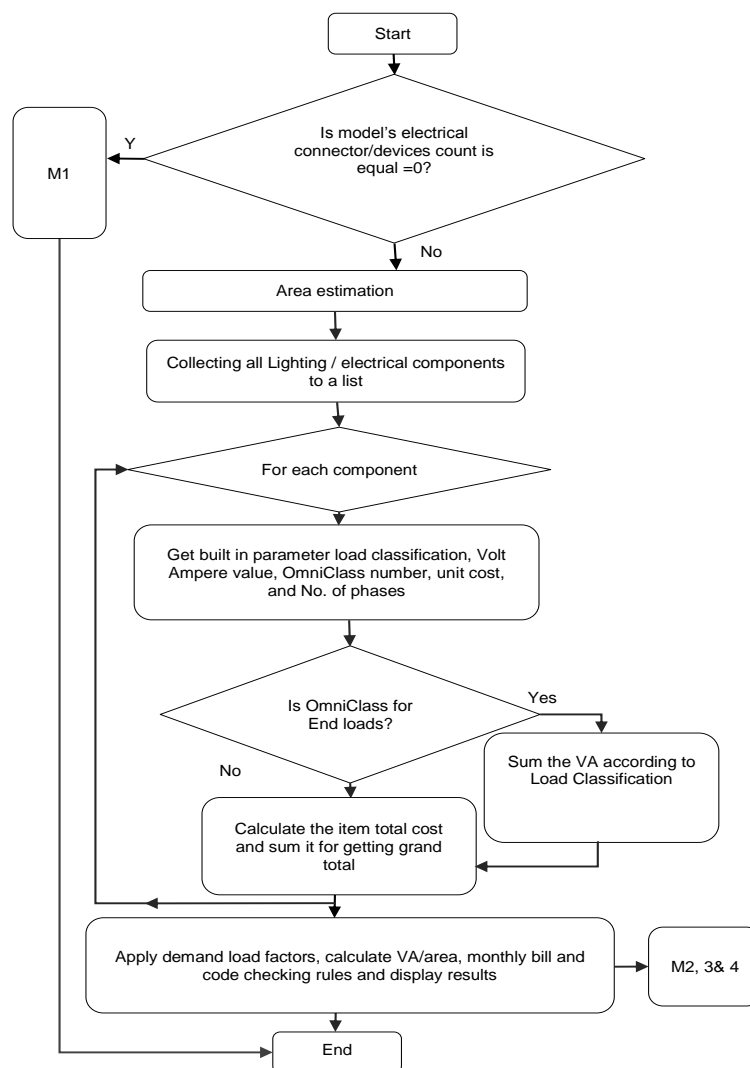 Start
Is model's electrical
connector/devices count is
equal =0?
Y
M1
No
Area estimation
Collecting all Lighting / electrical components
to a list
For each component
Get built in parameter load classification, Volt
Ampere value, OmniClass number, unit cost,
and No. of phases
Is OmniClass for
End loads?
Yes
Sum the VA according to
Load Classification
No
Calculate the item total cost
and sum it for getting grand
total
Apply demand load factors, calculate VA/area, monthly bill and
code checking rules and display results
M2, 3& 4
End